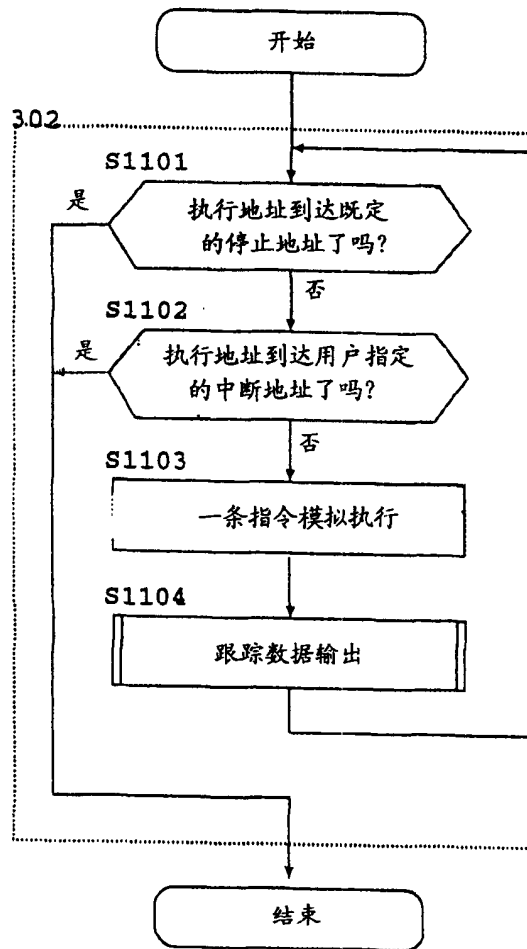 开始
302
S1101
是
执行地址到达既定
的停止地址了吗?
否
S1102
是
执行地址到达用户指定
的中断地址了吗?
否
S1103
一条指令模拟执行
S1104
跟踪数据输出
结束